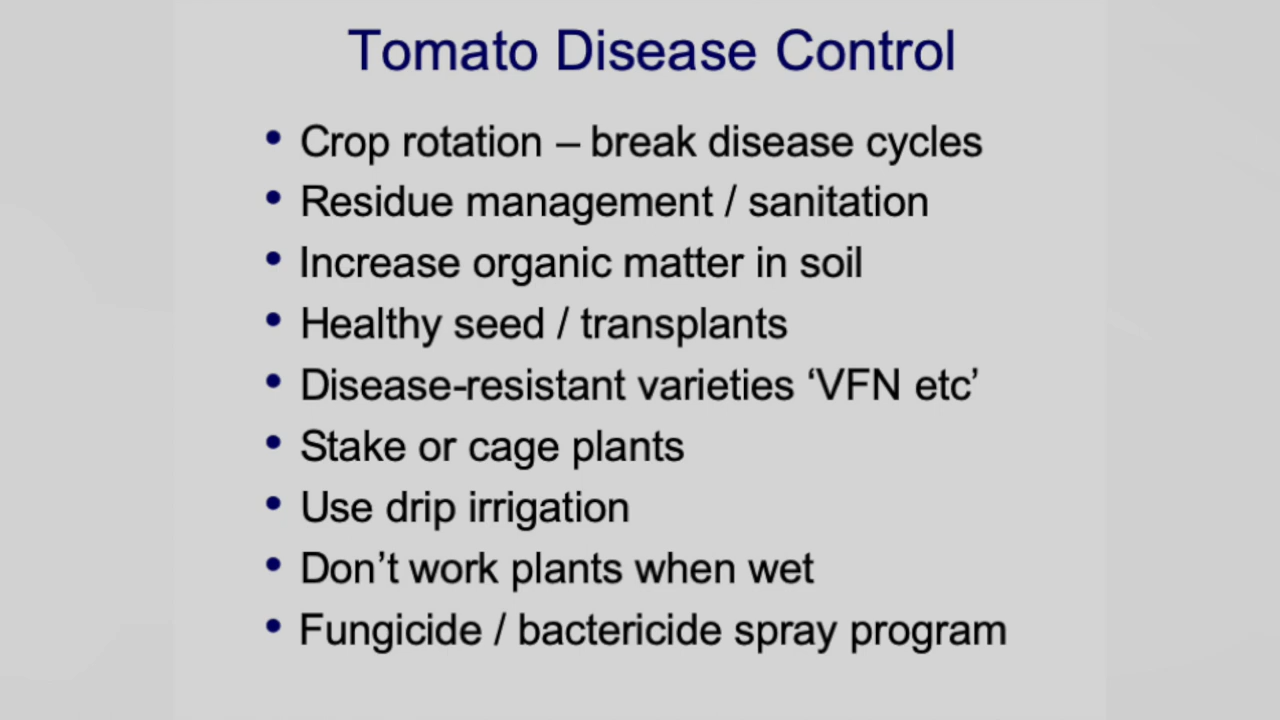 Tomato Disease Control
• Crop rotation – break disease cycles
• Residue management / sanitation
• Increase organic matter in soil
• Healthy seed / transplants
• Disease-resistant varieties ‘VFN etc’
• Stake or cage plants
• Use drip irrigation
• Don’t work plants when wet
• Fungicide / bactericide spray program